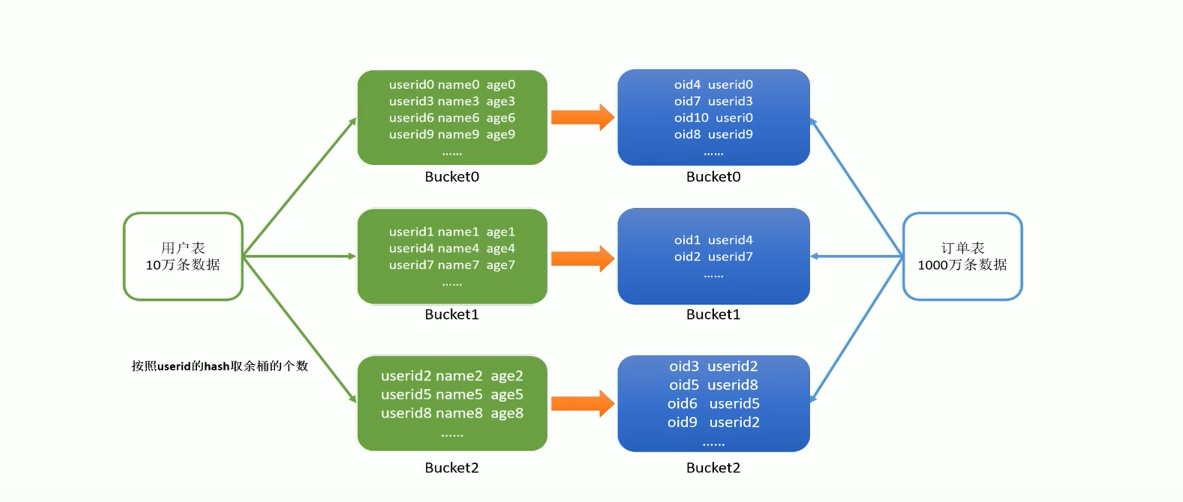 用户表
10万条数据
按照userid的hash取余桶的个数
userid0 name0 age0
userid3 name3 age3
userid6 name6 age6
userid9 name9 age9
......
Bucket0
userid1 name1 age1
userid4 name4 age4
userid7 name7 age7
......
Bucket1
userid2 name2 age2
userid5 name5 age5
userid8 name8 age8
......
Bucket2
oid4 userid0
oid7 userid3
oid10 useri0
oid8 userid9
......
Bucket0
oid1 userid4
oid2 userid7
......
Bucket1
oid3 userid2
oid5 userid8
oid6 userid5
oid9 userid2
......
Bucket2
订单表
1000万条数据